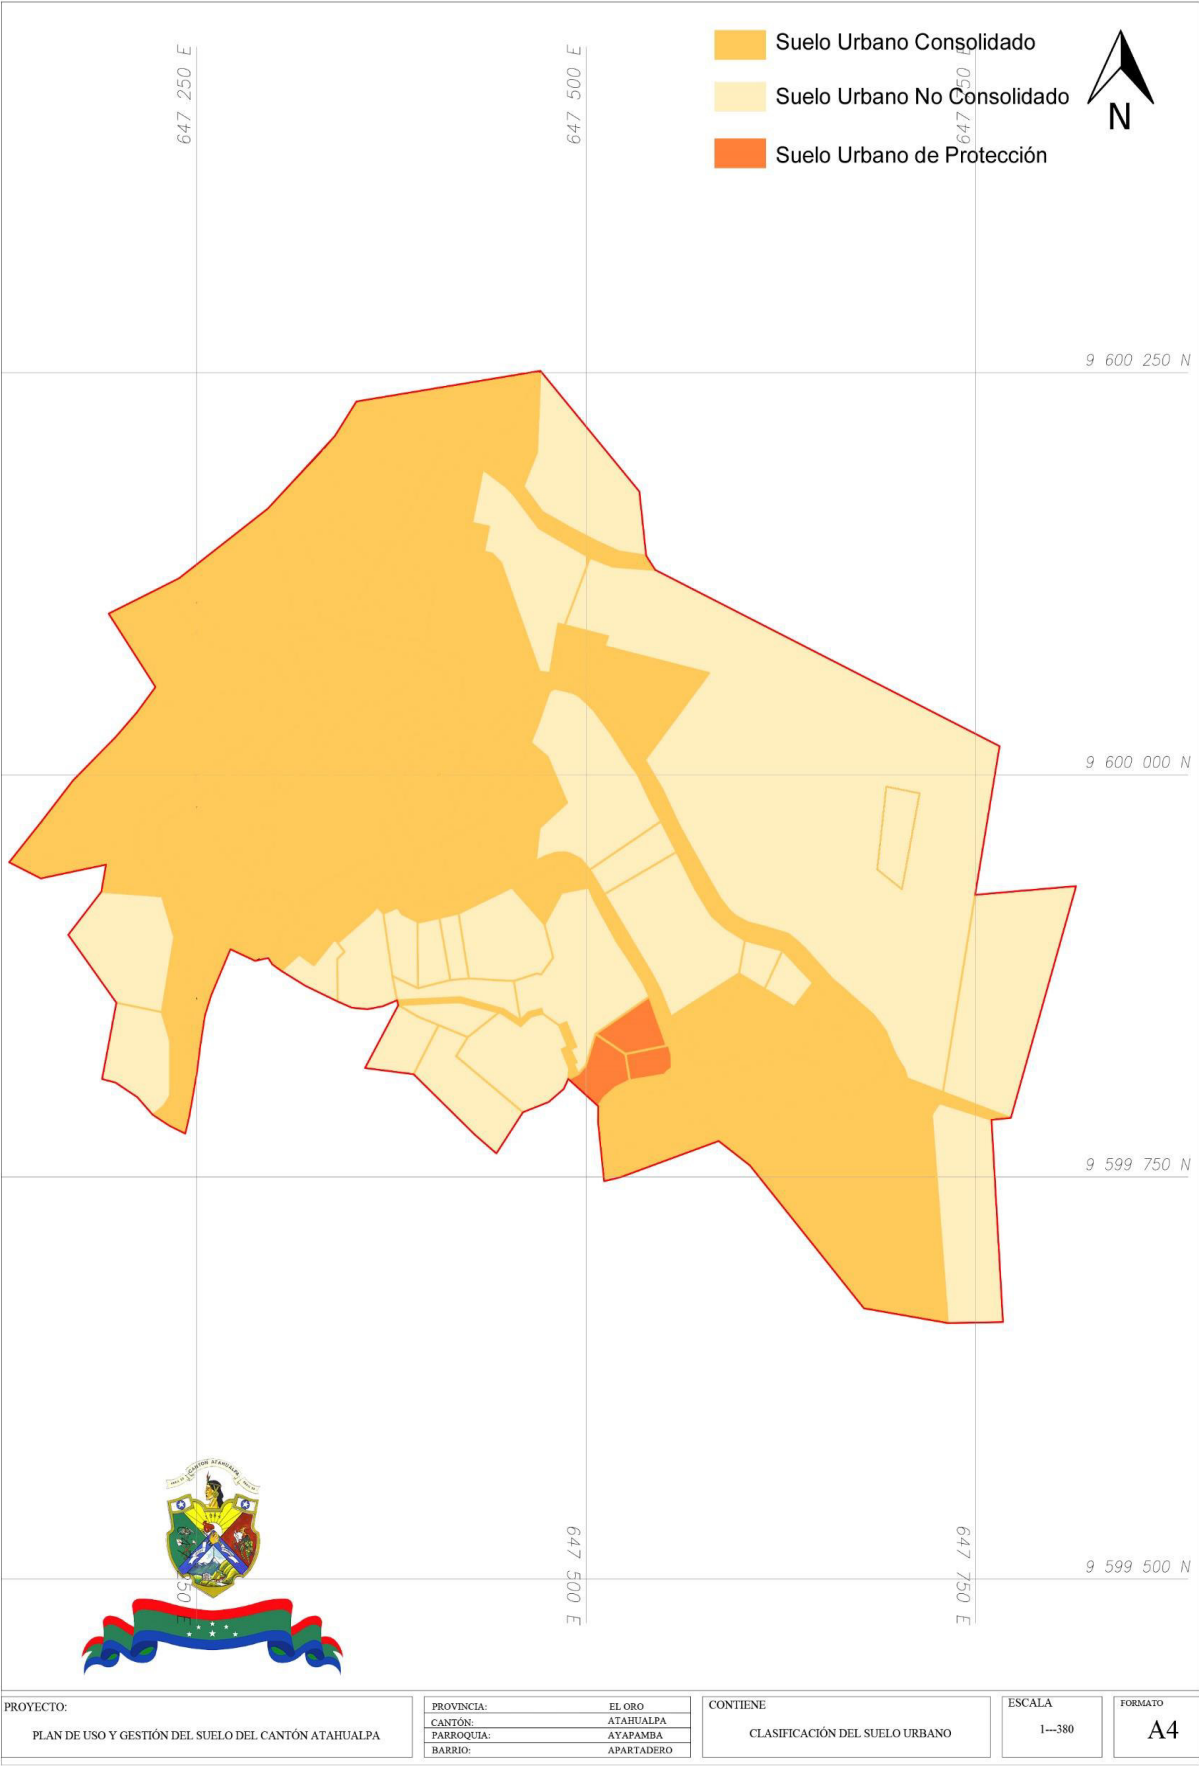 Suelo Urbano Consolidado
Suelo Urbano No Consolidado
Suelo Urbano de Protección
N
647 250 E
647 500 E
647 750 E
9 600 250 N
9 600 000 N
9 599 750 N
9 599 500 N
CANTON ATAHUALPA
250 E
647 500 E
647 750 E
PROYECTO:
PLAN DE USO Y GESTIÓN DEL SUELO DEL CANTÓN ATAHUALPA
PROVINCIA: EL ORO
CANTÓN: ATAHUALPA
PARROQUIA: AYAPAMBA
BARRIO: APARTADERO
CONTIENE
CLASIFICACIÓN DEL SUELO URBANO
ESCALA
1---380
FORMATO
A4